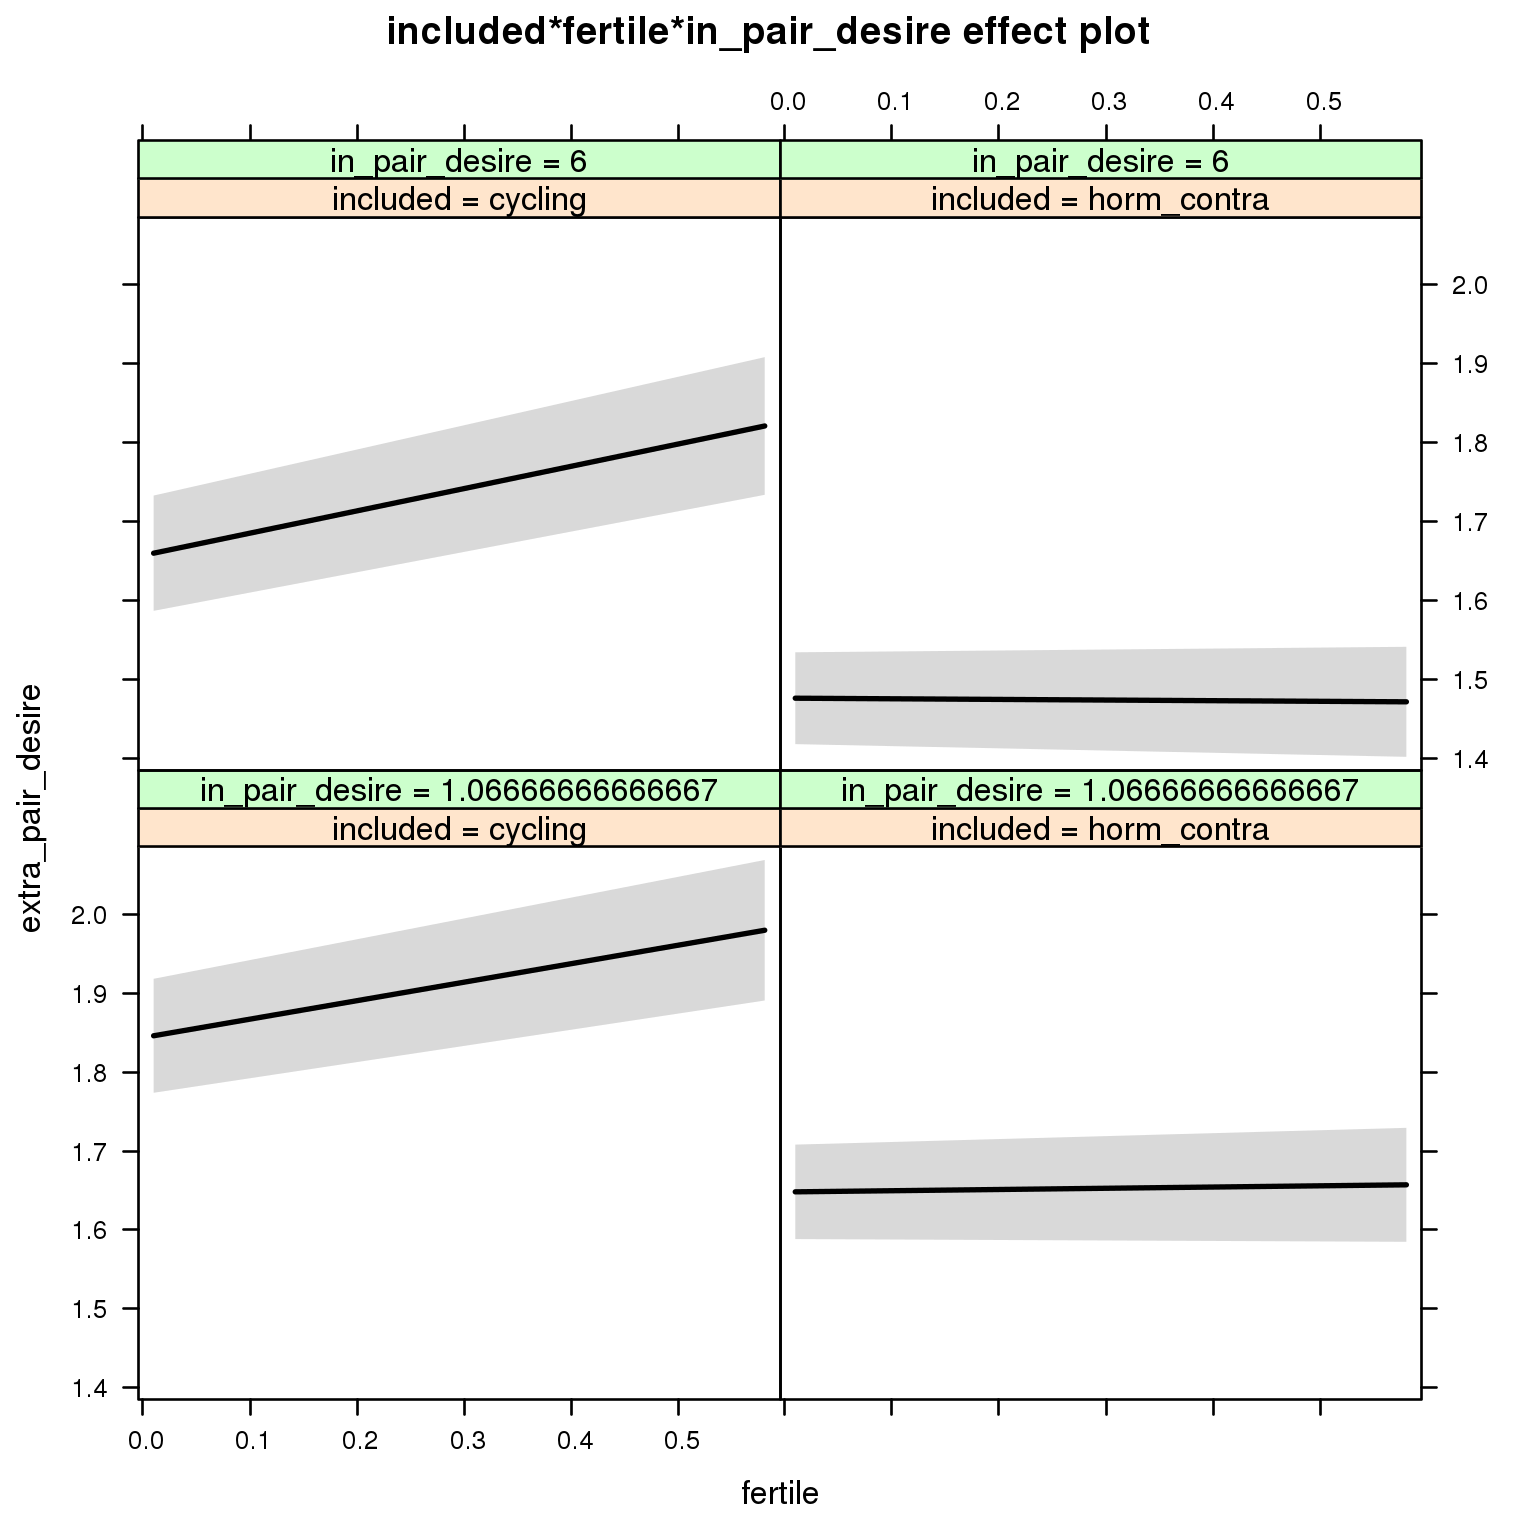 included*fertile*in_pair_desire effect plot
0.0 0.1 0.2 0.3 0.4 0.5
in_pair_desire = 6 in_pair_desire = 6
included = cycling included = horm_contra
2.0
1.9
1.8
1.7
1.6
1.5
1.4
extra_pair_desire
in_pair_desire = 1.06666666666667 in_pair_desire = 1.06666666666667
included = cycling included = horm_contra
2.0
1.9
1.8
1.7
1.6
1.5
1.4
0.0 0.1 0.2 0.3 0.4 0.5
fertile